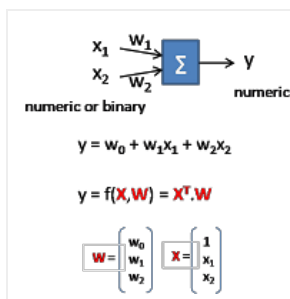 x₁ w₁
Σ y
x₂ w₂
numeric
numeric or binary
y = w₀ + w₁x₁ + w₂x₂
y = f(X,W) = Xᵀ.W
W = (w₀ X = (1
w₁ x₁
w₂) x₂)